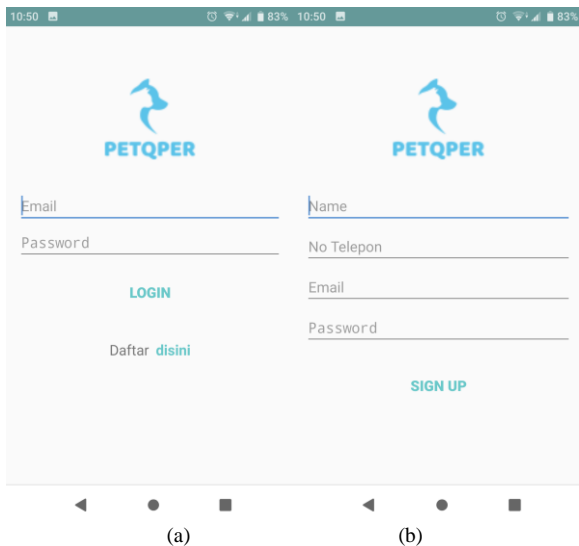 10:50 83%
PETQPER
Email
Password
LOGIN
Daftar disini
(a)
10:50 83%
PETQPER
Name
No Telepon
Email
Password
SIGN UP
(b)